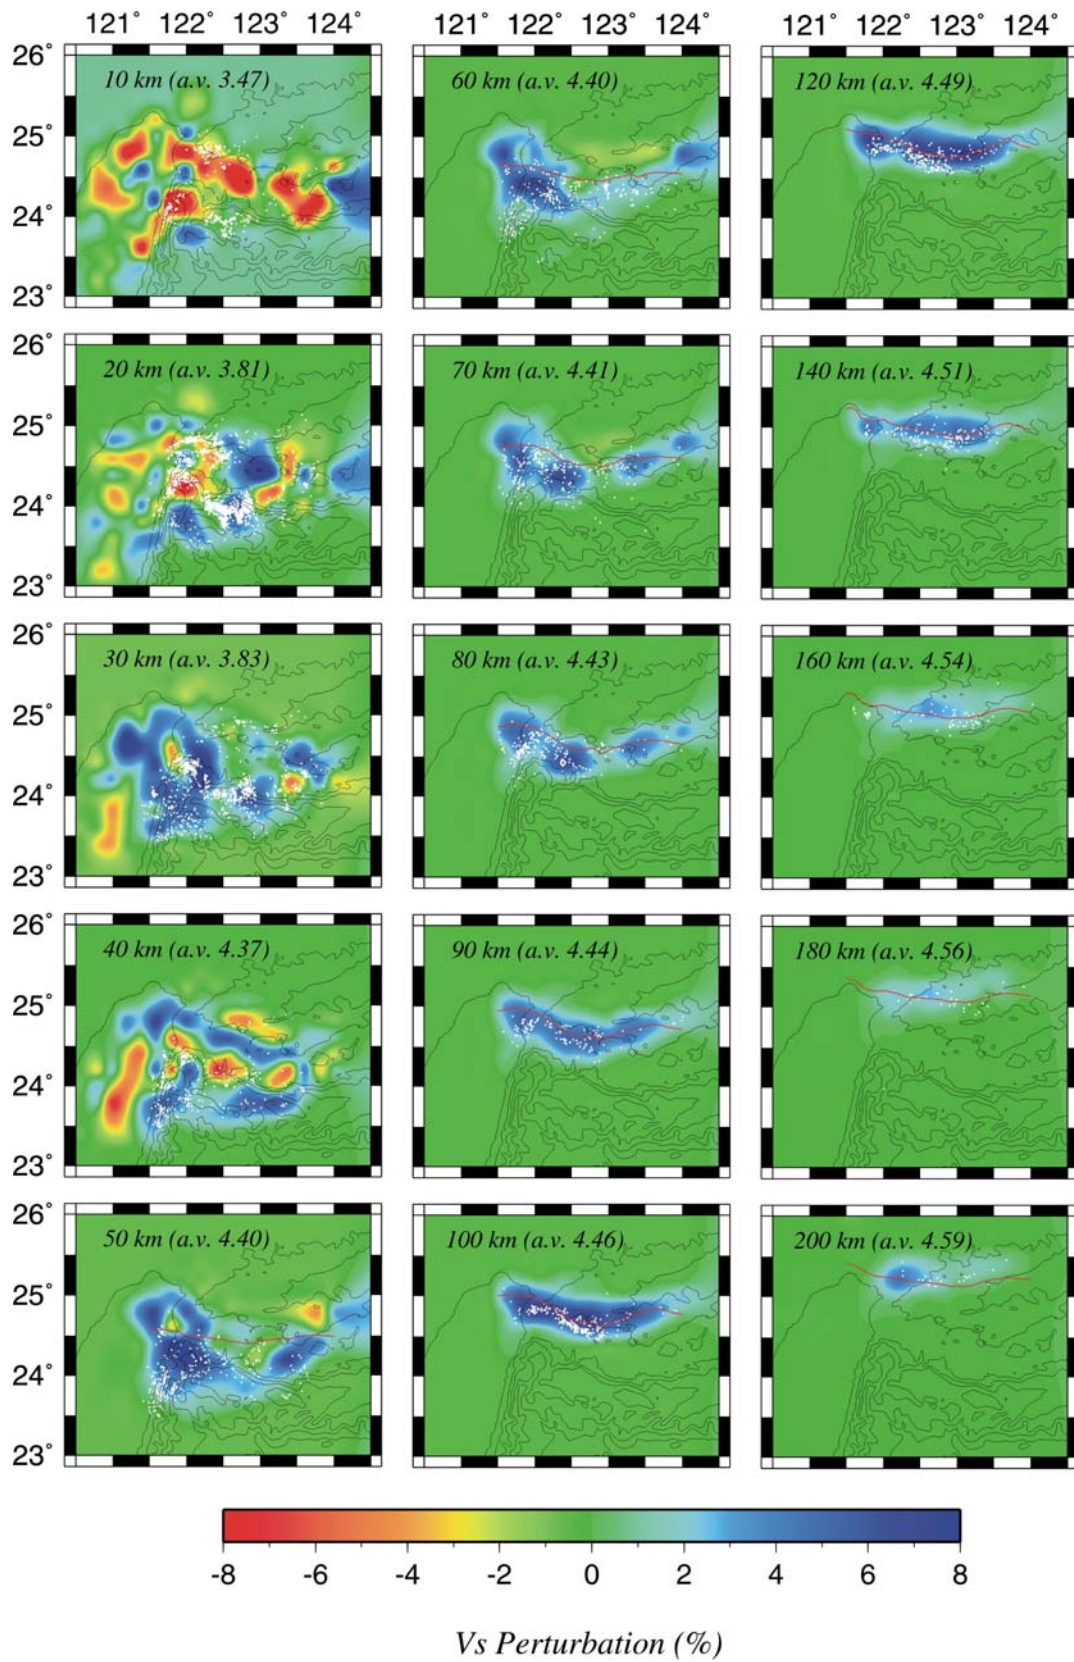 121° 122° 123° 124° 121° 122° 123° 124° 121° 122° 123° 124°
26°
10 km (a.v. 3.47)
60 km (a.v. 4.40)
120 km (a.v. 4.49)
25°
24°
23°
26°
20 km (a.v. 3.81)
70 km (a.v. 4.41)
140 km (a.v. 4.51)
25°
24°
23°
26°
30 km (a.v. 3.83)
80 km (a.v. 4.43)
160 km (a.v. 4.54)
25°
24°
23°
26°
40 km (a.v. 4.37)
90 km (a.v. 4.44)
180 km (a.v. 4.56)
25°
24°
23°
26°
50 km (a.v. 4.40)
100 km (a.v. 4.46)
200 km (a.v. 4.59)
25°
24°
23°
-8 -6 -4 -2 0 2 4 6 8
Vs Perturbation (%)